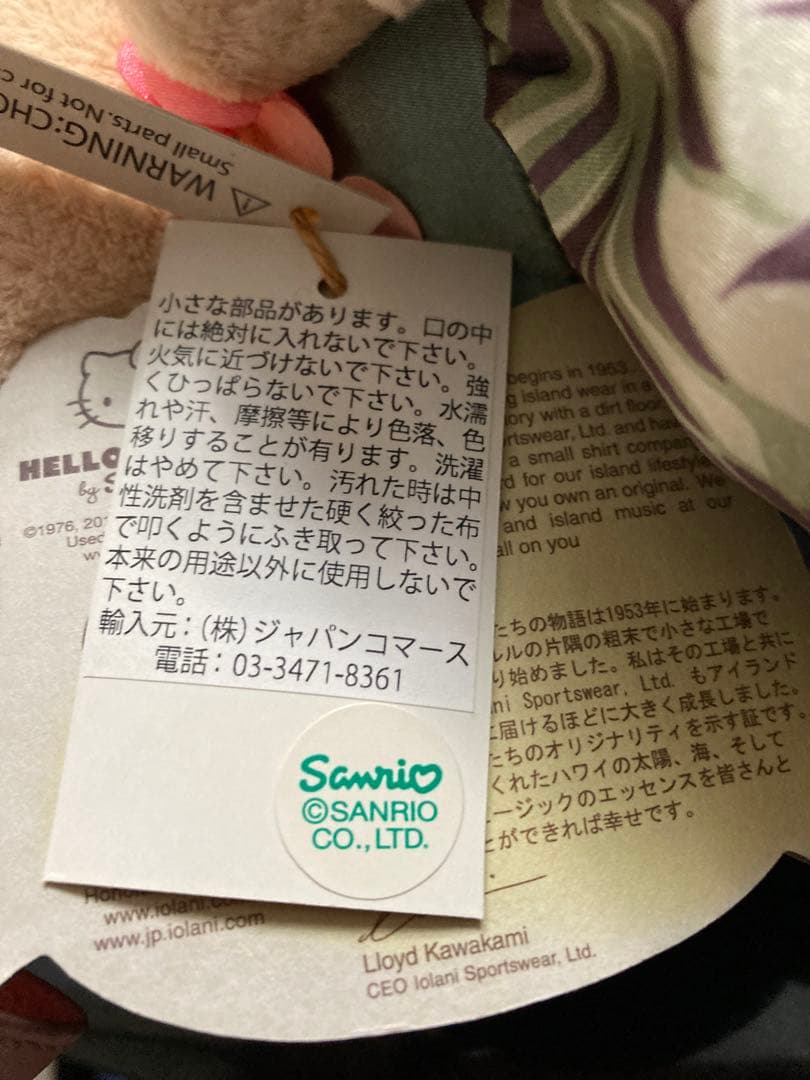 WARNING:CHO
Small parts. Not for c
小さな部品があります。口の中
には絶対に入れないで下さい。
火気に近づけないで下さい。強
くひっぱらないで下さい。水濡
れや汗、摩擦等により色落、色
移りすることが有ります。洗濯
はやめて下さい。汚れた時は中
性洗剤を含ませた硬く絞った布
で叩くようにふき取って下さい。
本来の用途以外に使用しないで
下さい。
輸入元：（株）ジャパンコマース
電話：03-3471-8361
Sanrio
©SANRIO
CO., LTD.
HELLO
by S
©1976, 20
Used
begins in 1953
g island wear in a
ory with a dirt floor
rtswear, Ltd. and ha
a small shirt company
d for our island lifestyle
w you own an original. We
and island music at our
all on you
たちの物語は1953年に始まります。
ルルの片隅の粗末で小さな工場で
り始めました。私はその工場と共に
ni Sportswear, Ltd. もアイランド
に届けるほどに大きく成長しました。
たちのオリジナリティを示す証です。
くれたハワイの太陽、海、そして
ージックのエッセンスを皆さんと
とができれば幸せです。
Lloyd Kawakami
CEO Iolani Sportswear, Ltd.
Hono
www.iolani.co
www.jp.iolani.com